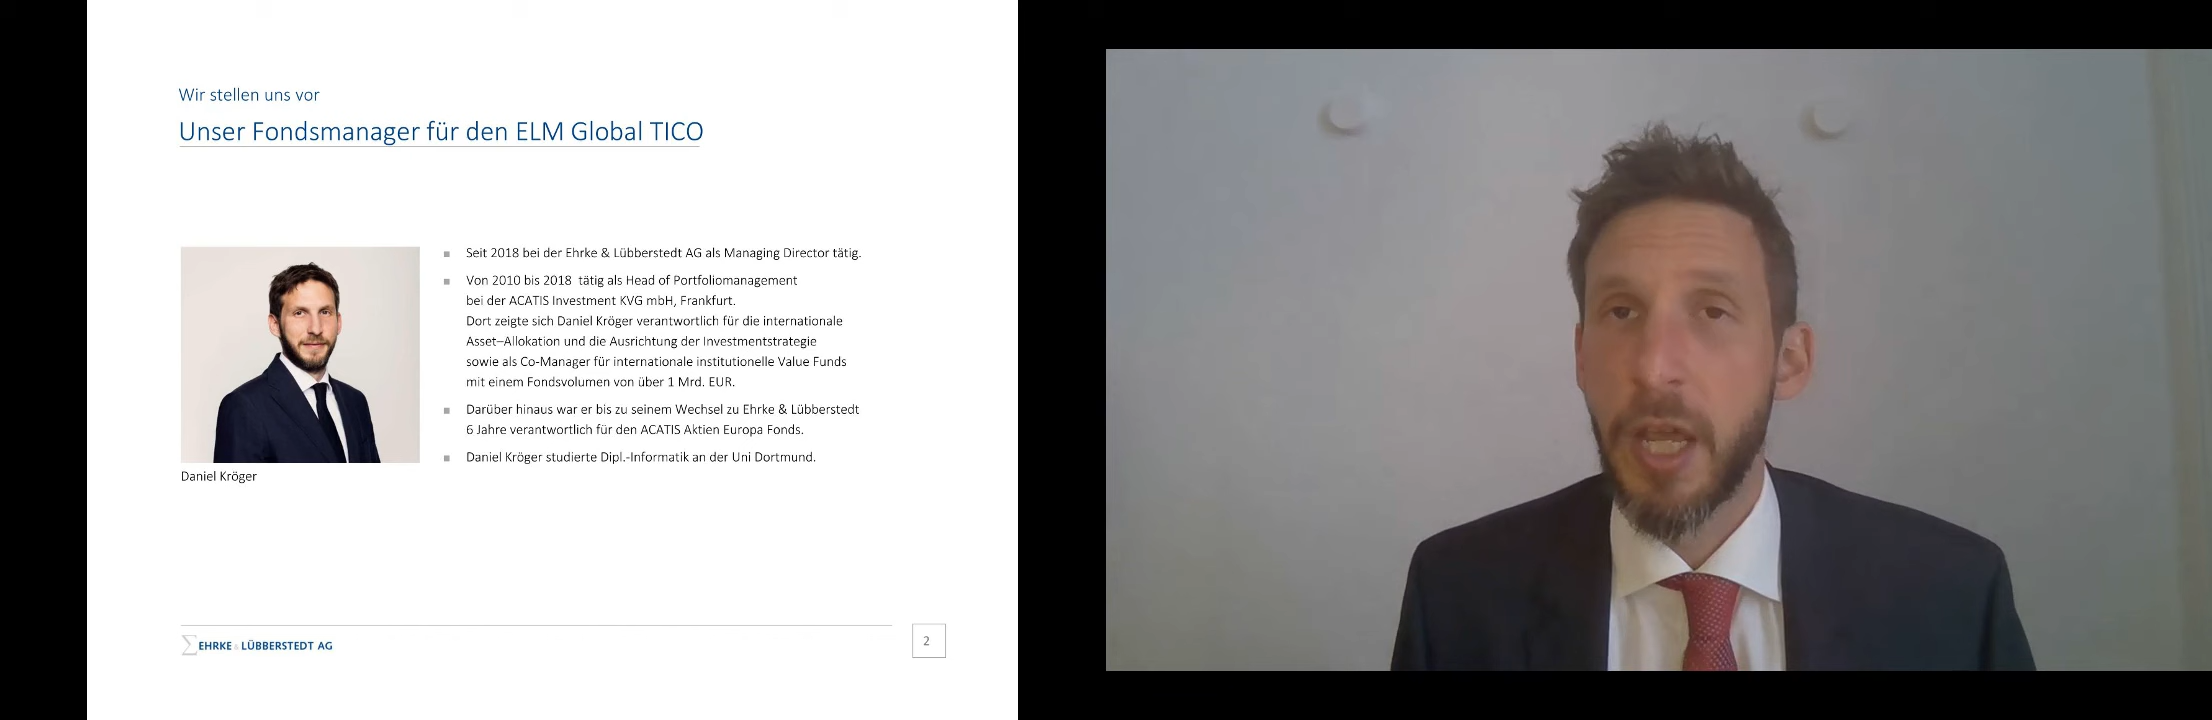 Wir stellen uns vor
Unser Fondsmanager für den ELM Global TICO
Seit 2018 bei der Ehrke & Lübberstedt AG als Managing Director tätig.
Von 2010 bis 2018 tätig als Head of Portfoliomanagement
bei der ACATIS Investment KVG mbH, Frankfurt.
Dort zeigte sich Daniel Kröger verantwortlich für die internationale
Asset–Allokation und die Ausrichtung der Investmentstrategie
sowie als Co-Manager für internationale institutionelle Value Funds
mit einem Fondsvolumen von über 1 Mrd. EUR.
Darüber hinaus war er bis zu seinem Wechsel zu Ehrke & Lübberstedt
6 Jahre verantwortlich für den ACATIS Aktien Europa Fonds.
Daniel Kröger studierte Dipl.-Informatik an der Uni Dortmund.
Daniel Kröger
EHRKE & LÜBBERSTEDT AG
2